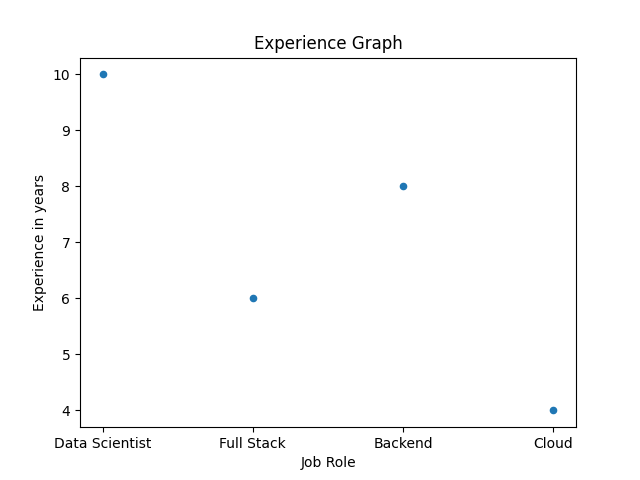 Experience Graph
Experience in years
10
9
8
7
6
5
4
Data Scientist Full Stack Backend Cloud
Job Role